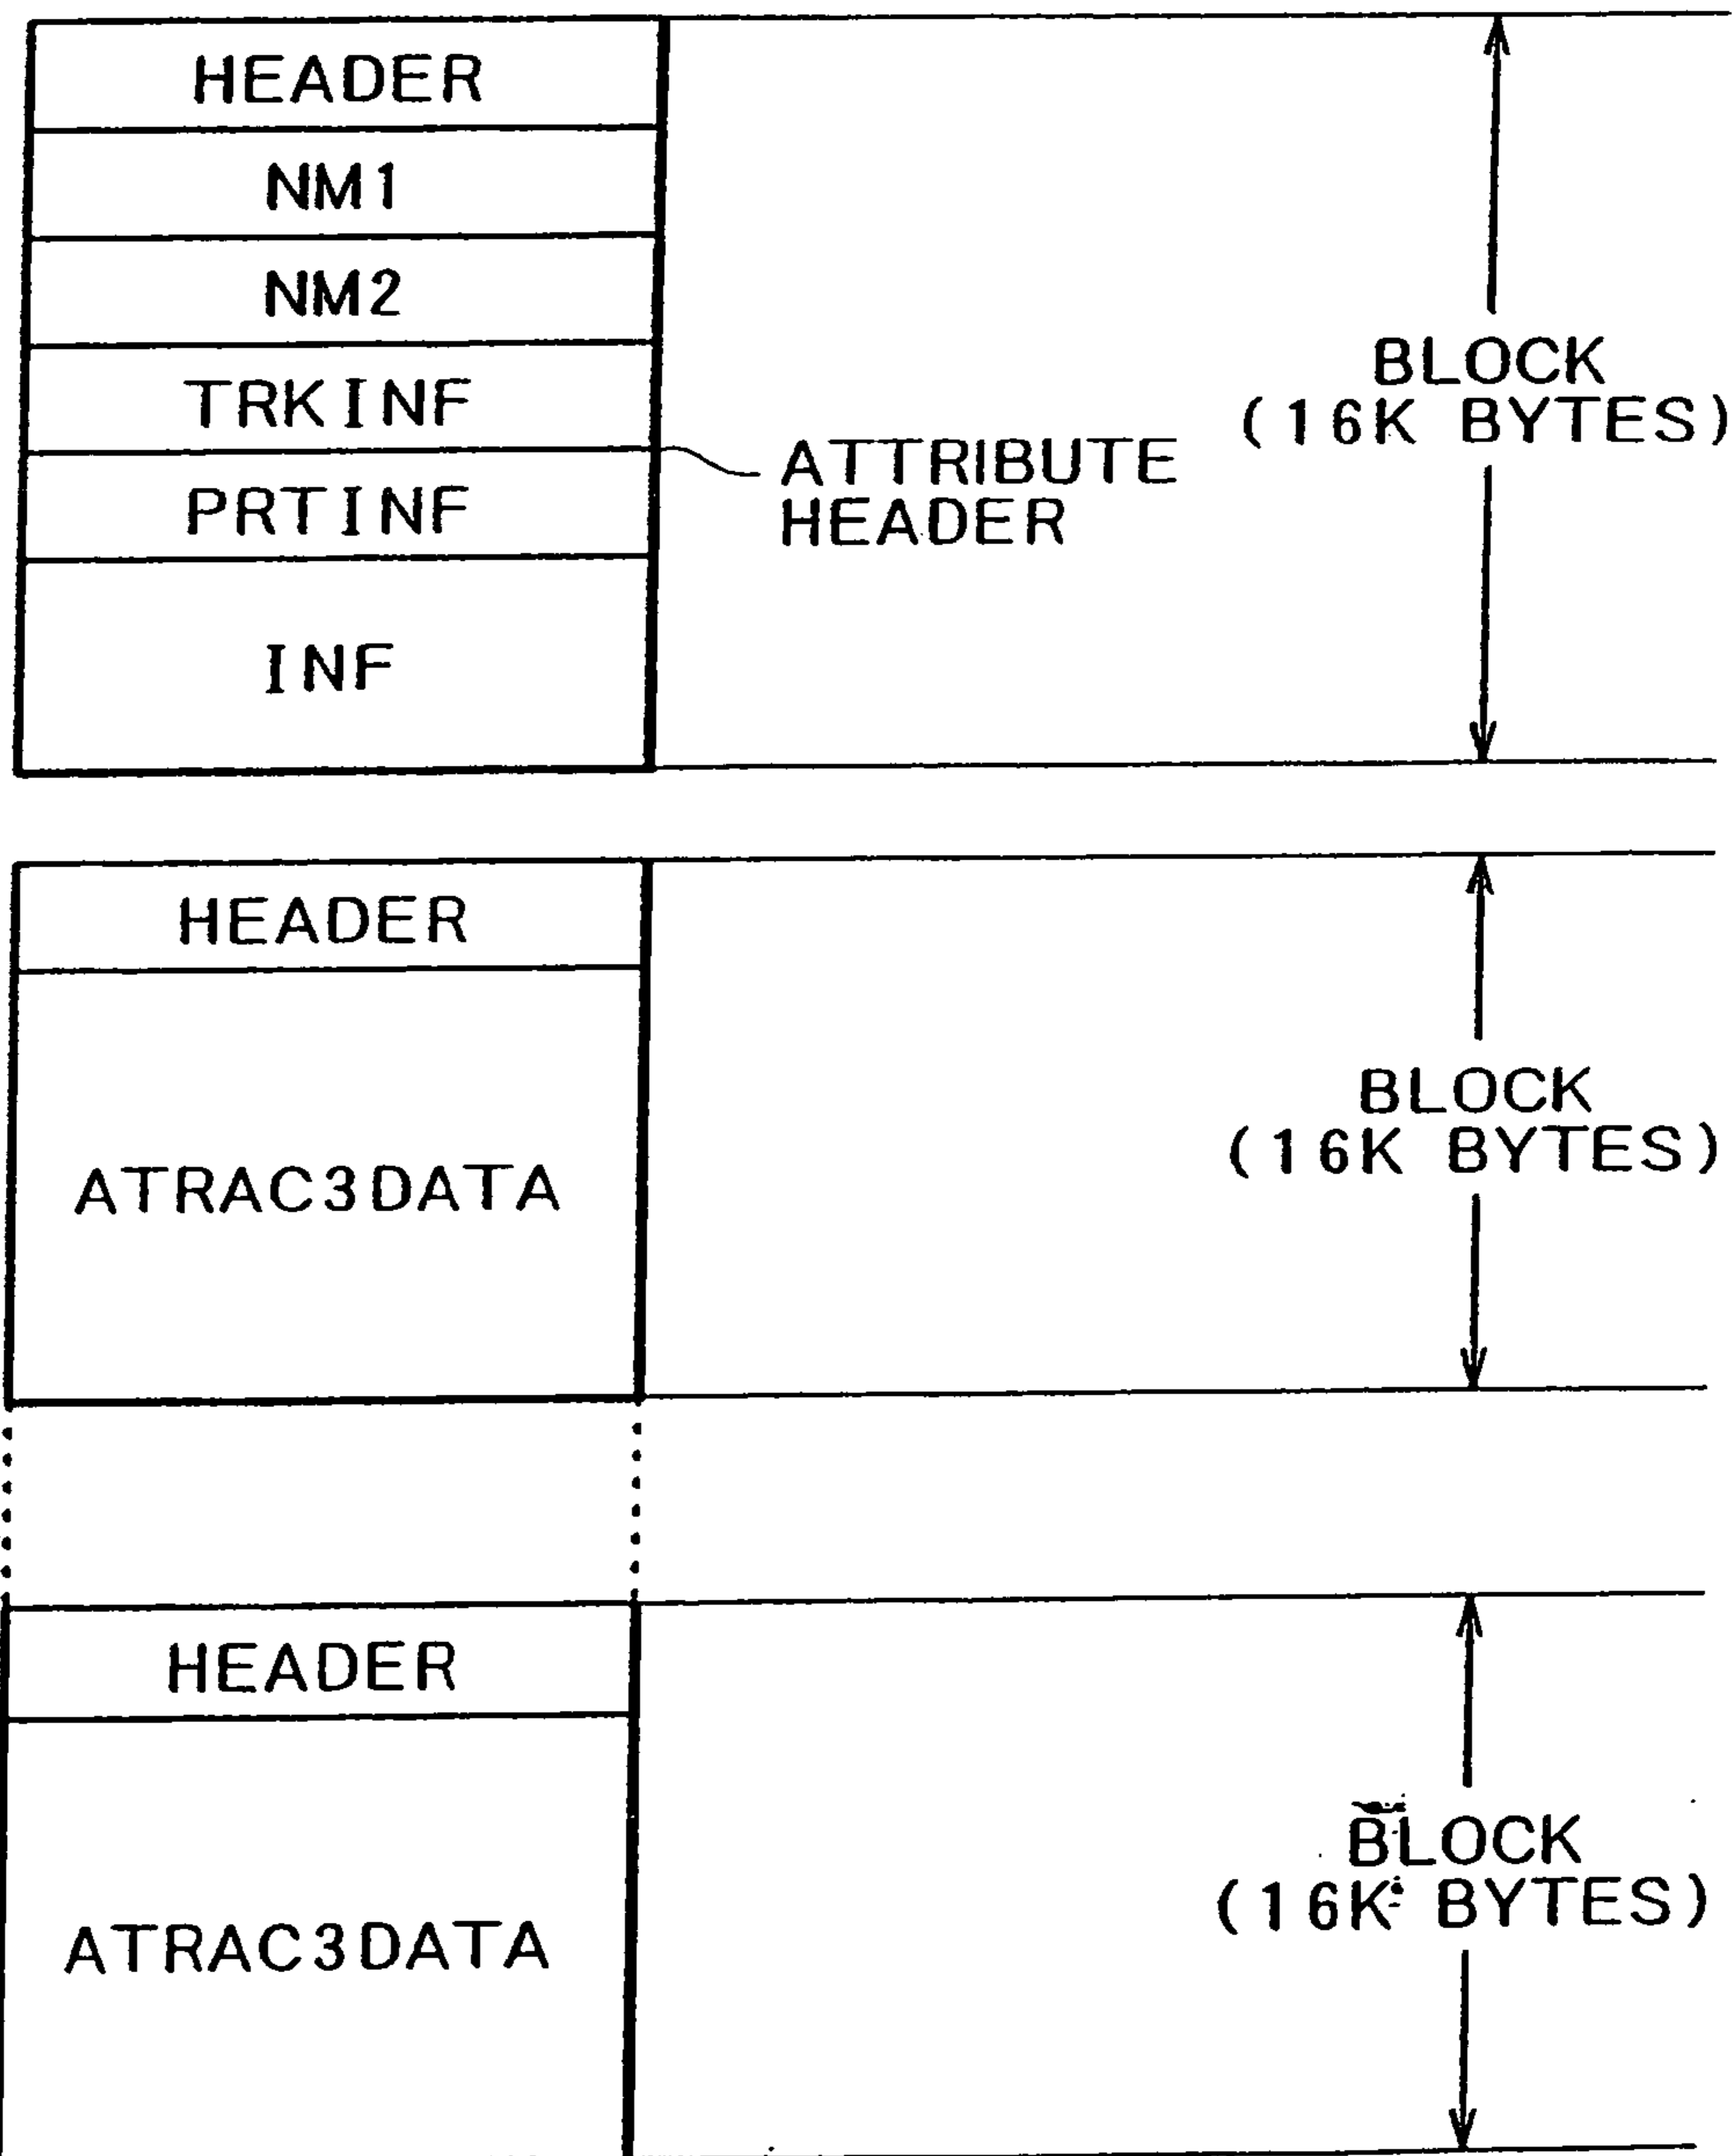 HEADER
NM1
NM2
TRKINF
PRTINF
INF
ATTRIBUTE
HEADER
BLOCK
(16K BYTES)
HEADER
ATRAC3DATA
BLOCK
(16K BYTES)
HEADER
ATRAC3DATA
BLOCK
(16K BYTES)